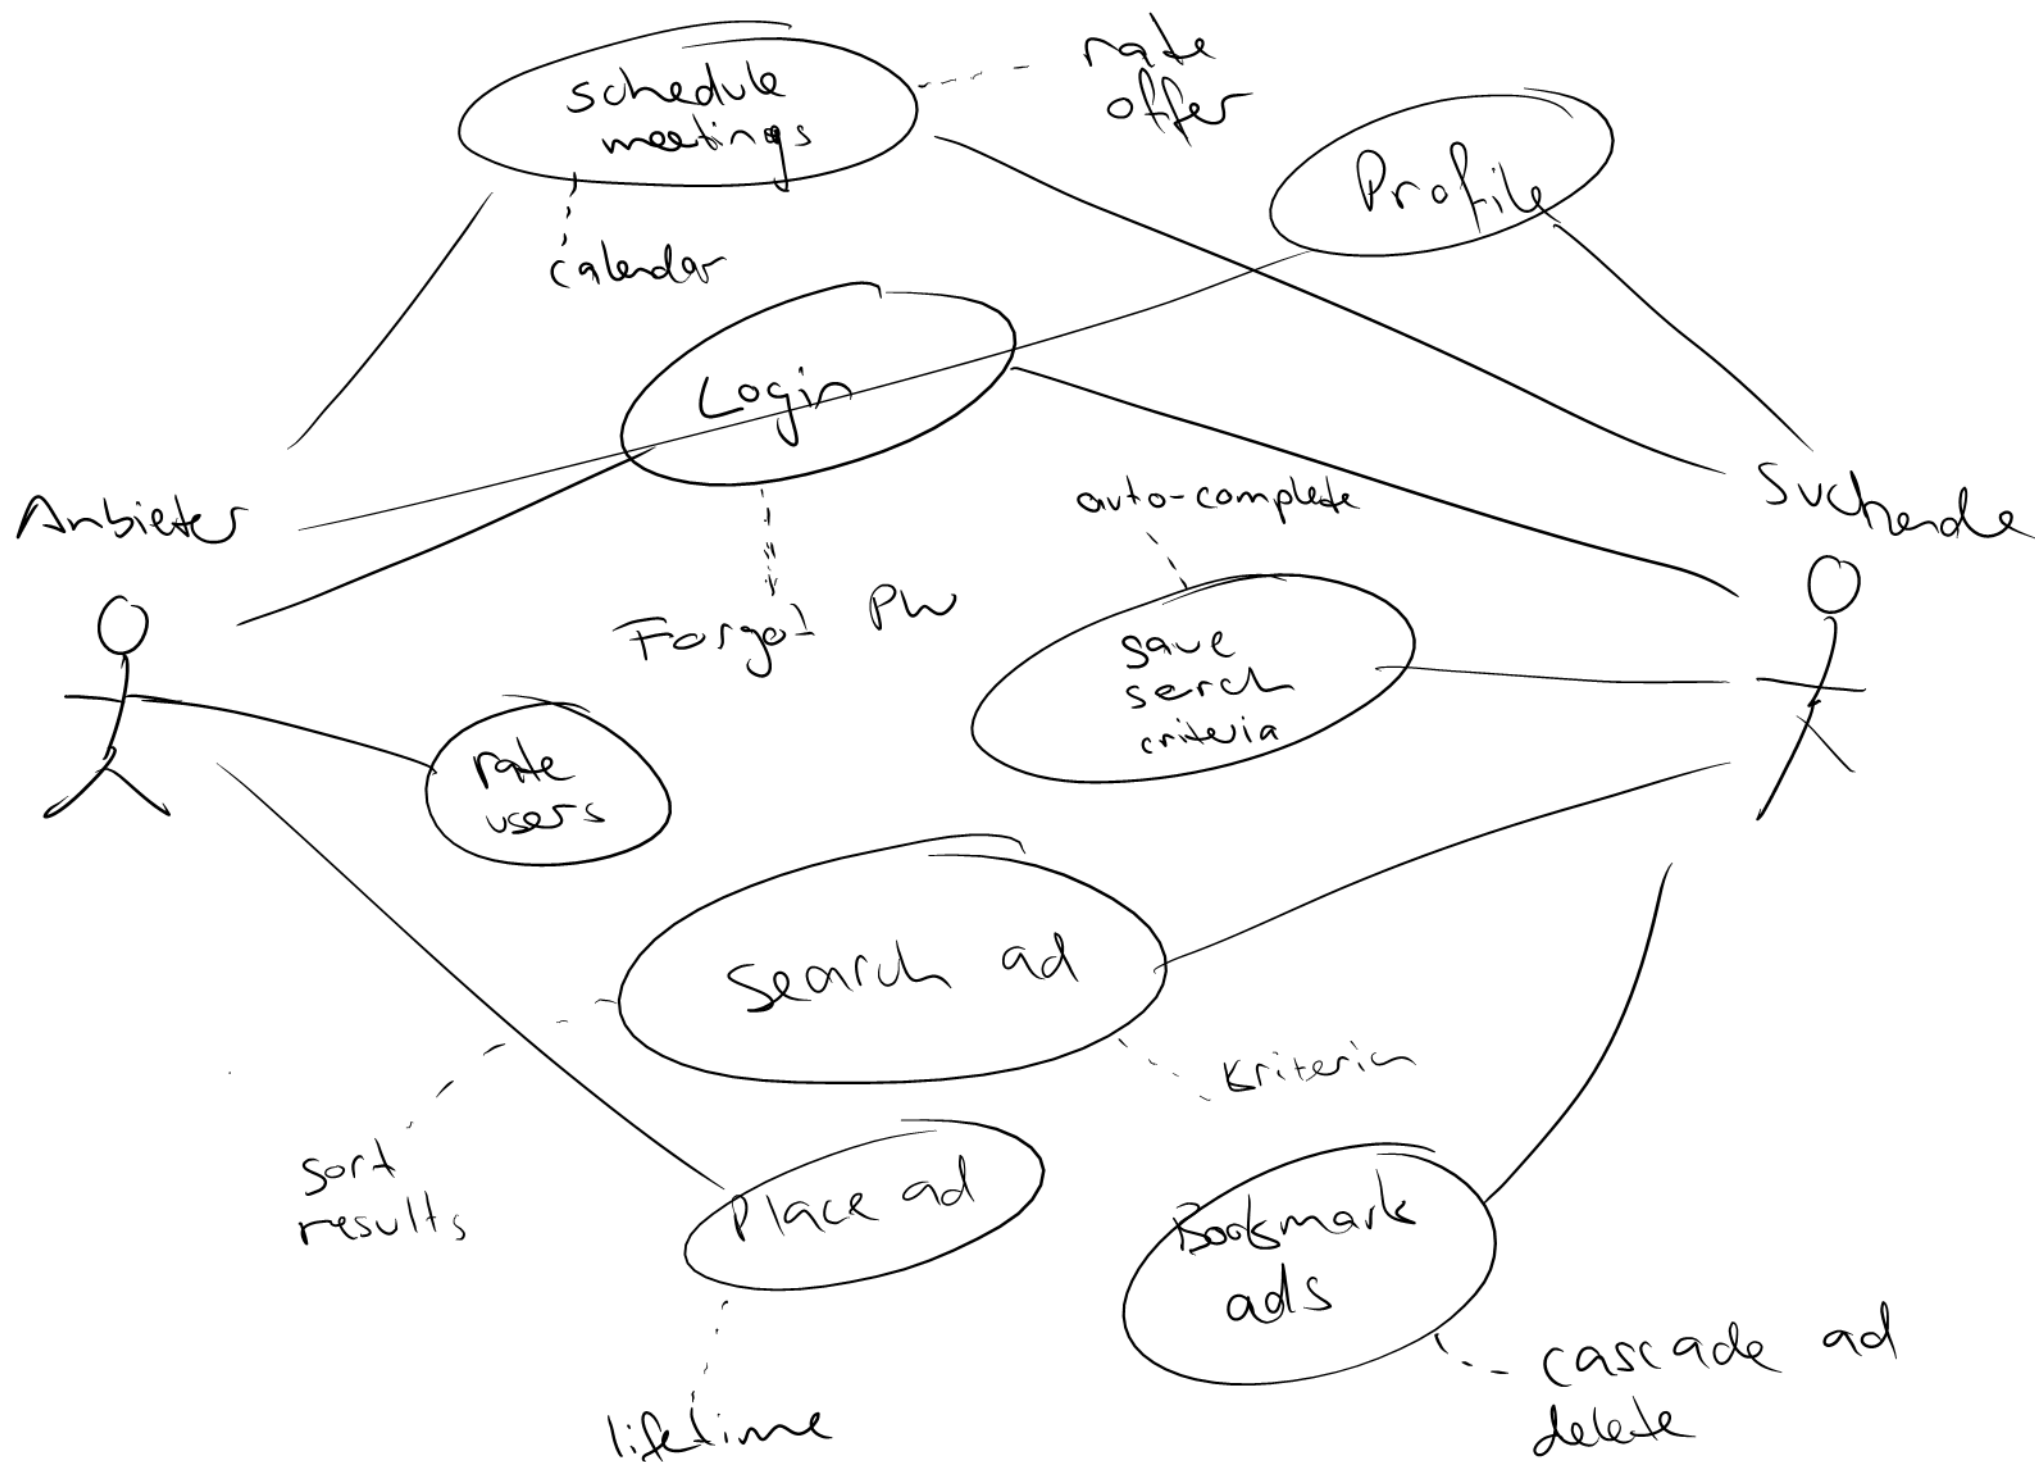 rate
offer
schedule
meetings
Profile
calendar
Login
Anbieter
auto-complete
Suchende
Forgot PW
save
serch
criteria
rate
users
Search ad
Kriterien
sort
results
Place ad
Bookmark
ads
cascade ad
delete
lifetime